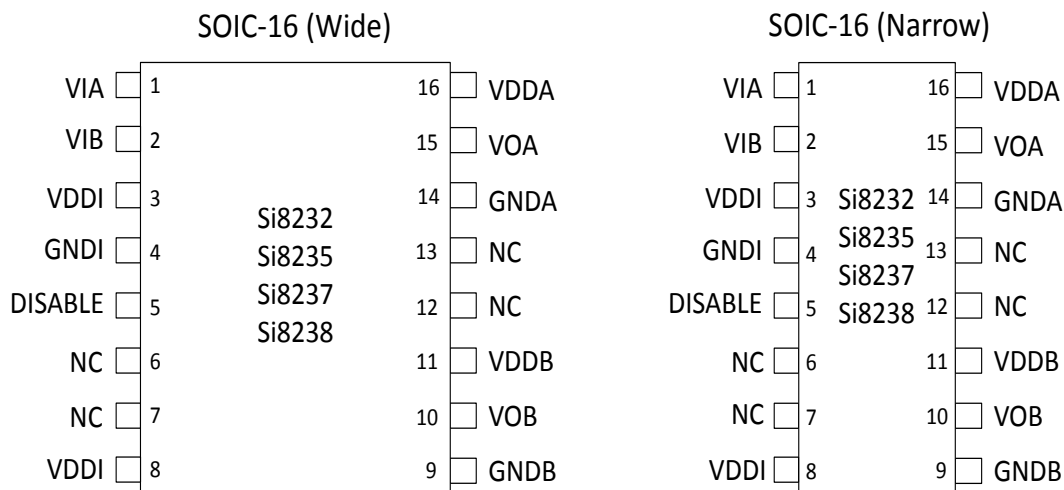 SOIC-16 (Wide)
VIA 1 16 VDDA
VIB 2 15 VOA
VDDI 3 14 GNDA
GNDI 4 13 NC
DISABLE 5 12 NC
NC 6 11 VDDB
NC 7 10 VOB
VDDI 8 9 GNDB
Si8232
Si8235
Si8237
Si8238
SOIC-16 (Narrow)
VIA 1 16 VDDA
VIB 2 15 VOA
VDDI 3 14 GNDA
GNDI 4 13 NC
DISABLE 5 12 NC
NC 6 11 VDDB
NC 7 10 VOB
VDDI 8 9 GNDB
Si8232
Si8235
Si8237
Si8238